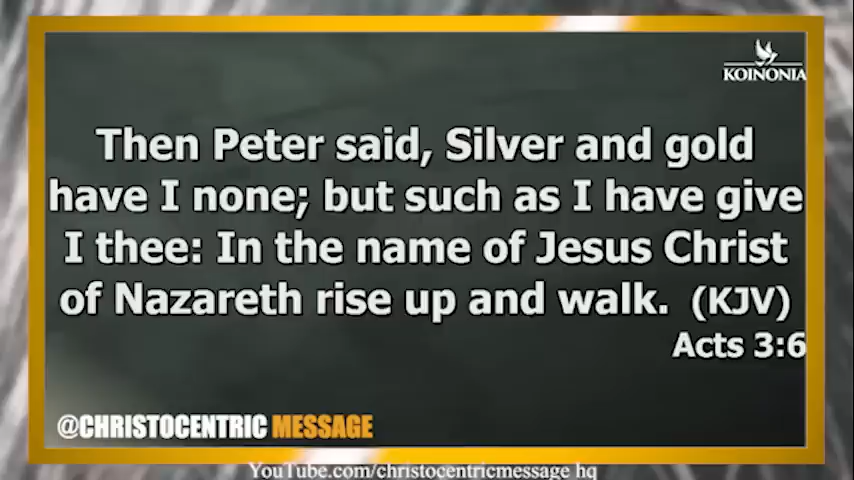 KOINONIA
Then Peter said, Silver and gold
have I none; but such as I have give
I thee: In the name of Jesus Christ
of Nazareth rise up and walk. (KJV)
Acts 3:6
@CHRISTOCENTRIC MESSAGE
YouTube.com/christocentricmessage hq